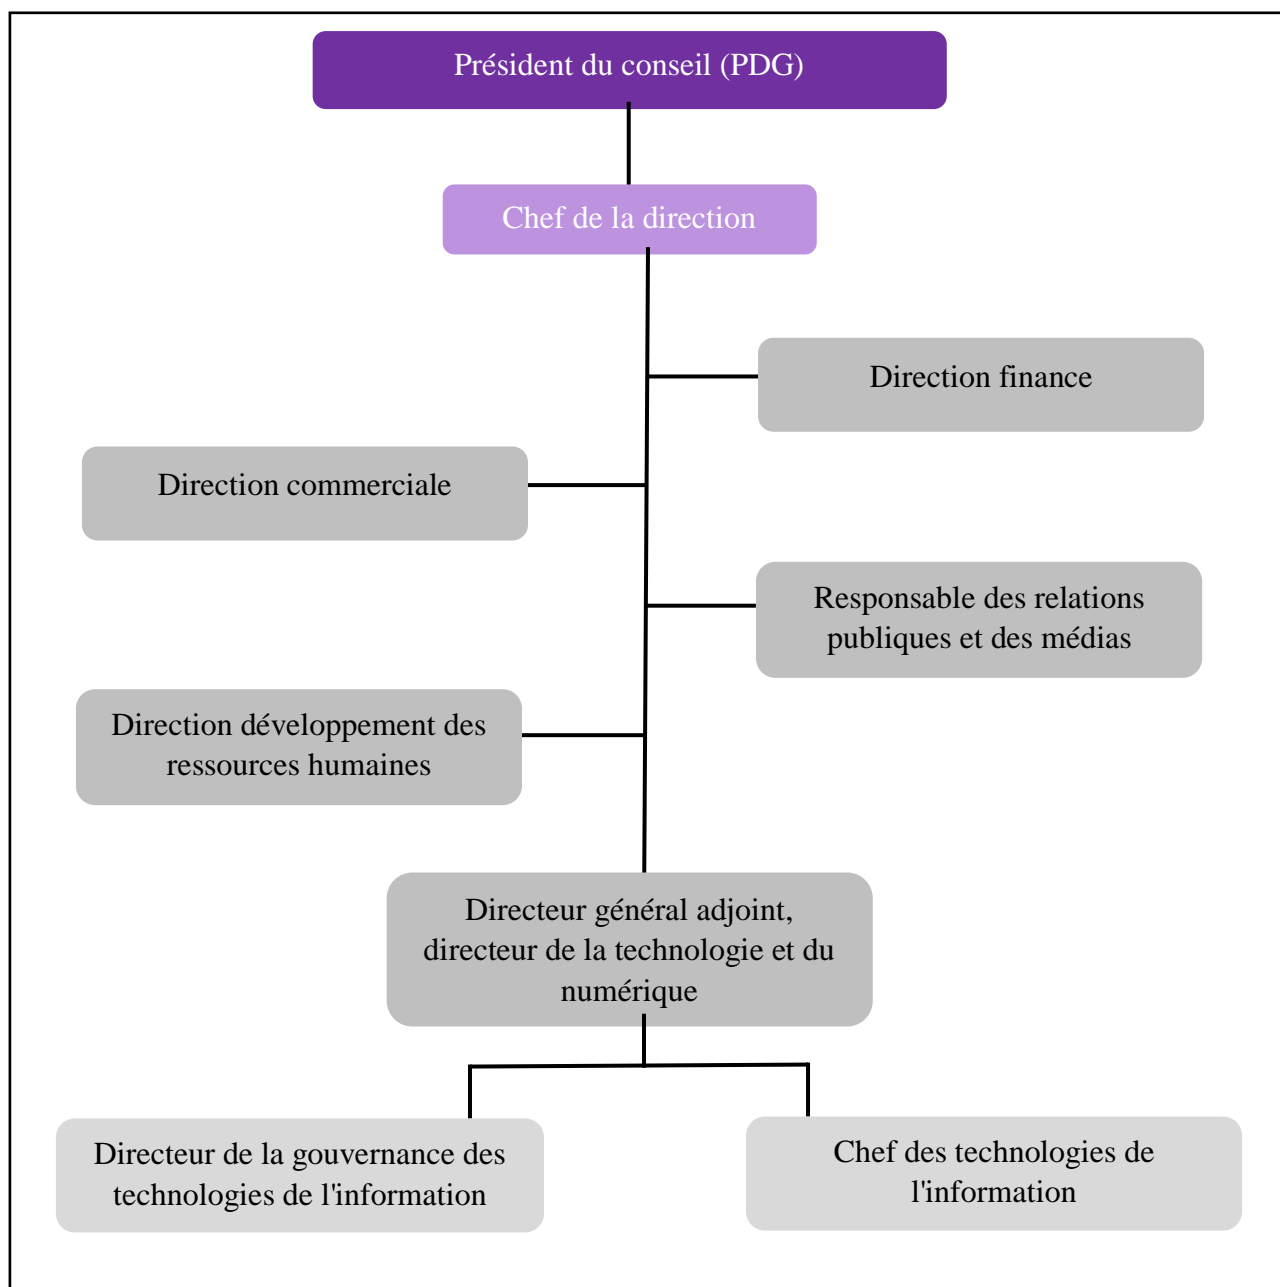 Président du conseil (PDG)
Chef de la direction
Direction finance
Direction commerciale
Responsable des relations
publiques et des médias
Direction développement des
ressources humaines
Directeur général adjoint,
directeur de la technologie et du
numérique
Directeur de la gouvernance des
technologies de l'information
Chef des technologies de
l'information